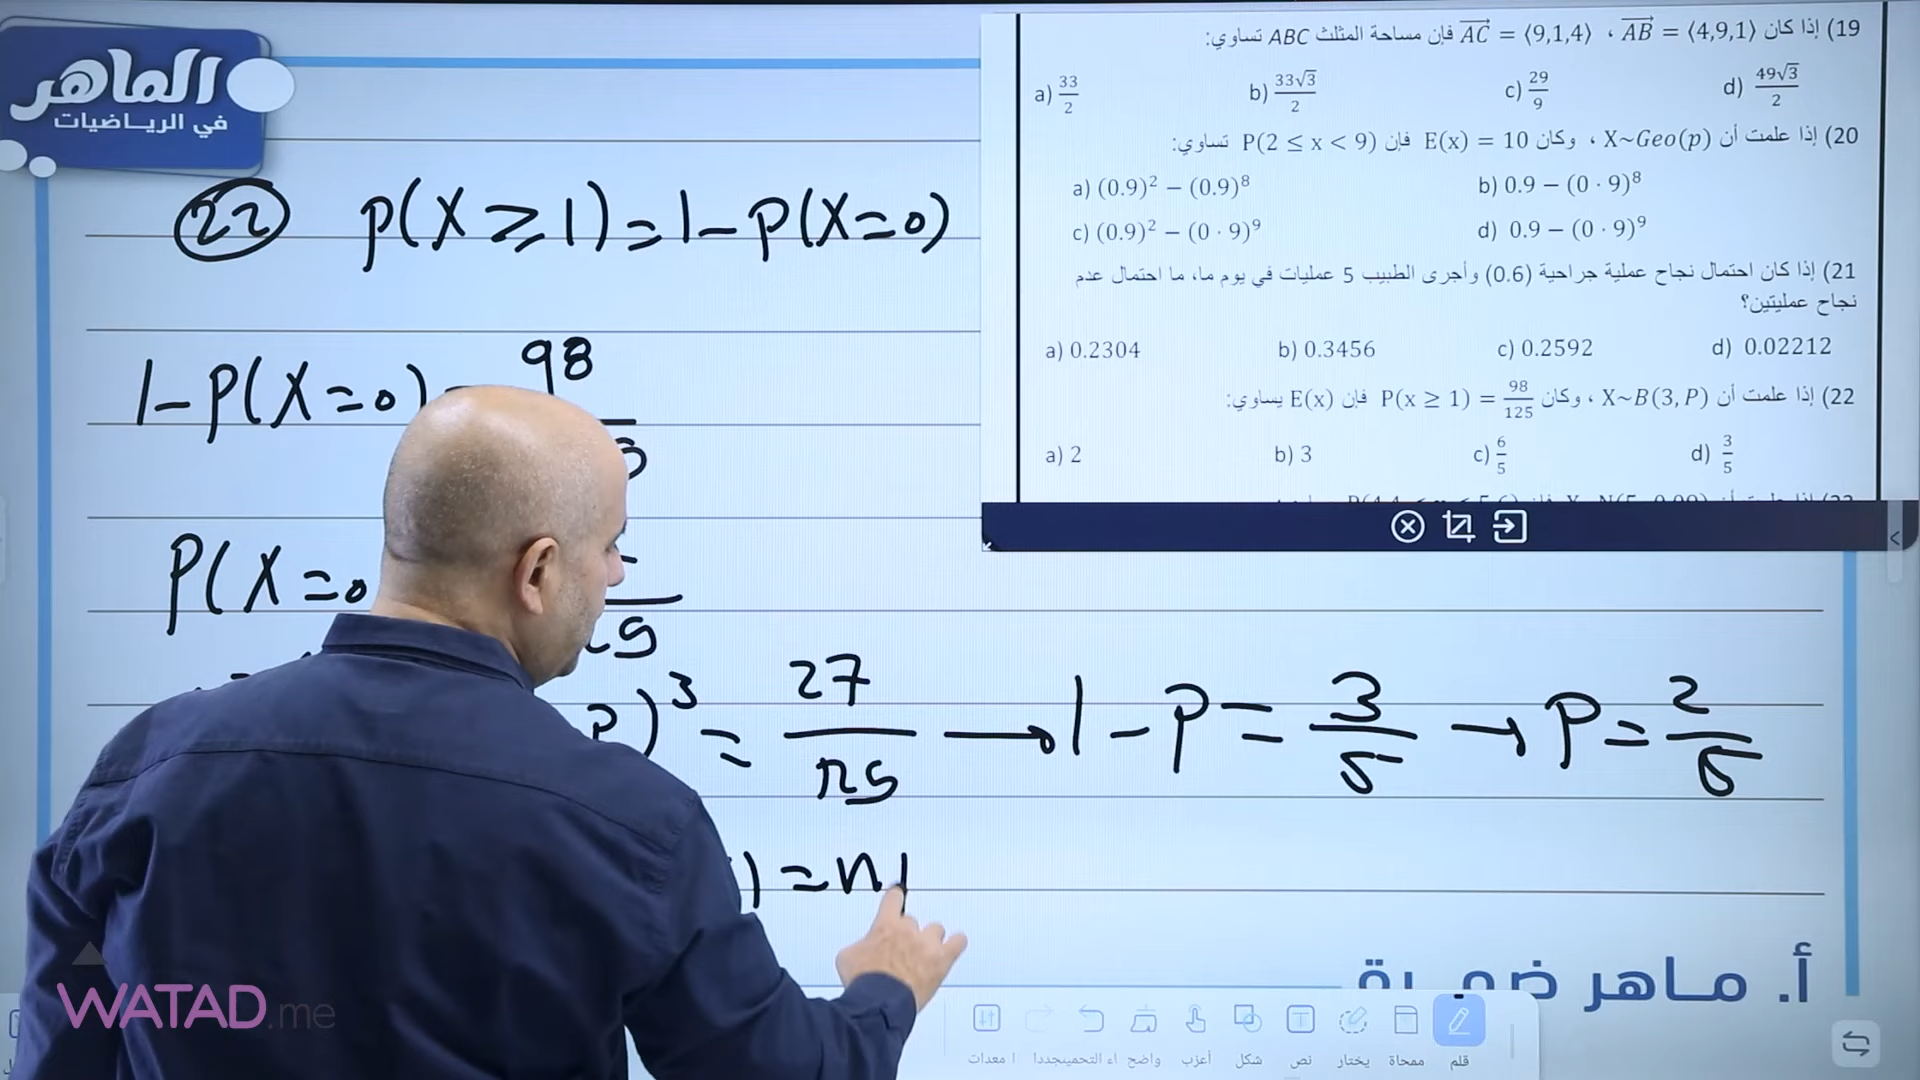 الماهر
في الرياضيات
19) إذا كان AB = ⟨4,9,1⟩ ، AC = ⟨9,1,4⟩ فإن مساحة المثلث ABC تساوي:
a) 33/2 b) 33√3/2 c) 29/9 d) 49√3/2
20) إذا علمت أن X~Geo(p) ، وكان E(x) = 10 فإن P(2 ≤ x < 9) تساوي:
a) (0.9)² − (0.9)⁸ b) 0.9 − (0 · 9)⁸
c) (0.9)² − (0 · 9)⁹ d) 0.9 − (0 · 9)⁹
21) إذا كان احتمال نجاح عملية جراحية (0.6) وأجرى الطبيب 5 عمليات في يوم ما، ما احتمال عدم
نجاح عمليتين؟
a) 0.2304 b) 0.3456 c) 0.2592 d) 0.02212
22) إذا علمت أن X~B(3, P) ، وكان P(x ≥ 1) = 98/125 فإن E(x) يساوي:
a) 2 b) 3 c) 6/5 d) 3/5
22 P(X ≥ 1) = 1 − P(X = 0)
1 − P(X = 0) 98
P(X = 0
P)³ = 27/125 → 1 − P = 3/5 → P = 2/5
) = n
أ. ماهر ضمرة
WATAD.me
قلم
ممحاة
يختار
نص
شكل
أعزب
واضح
معدات